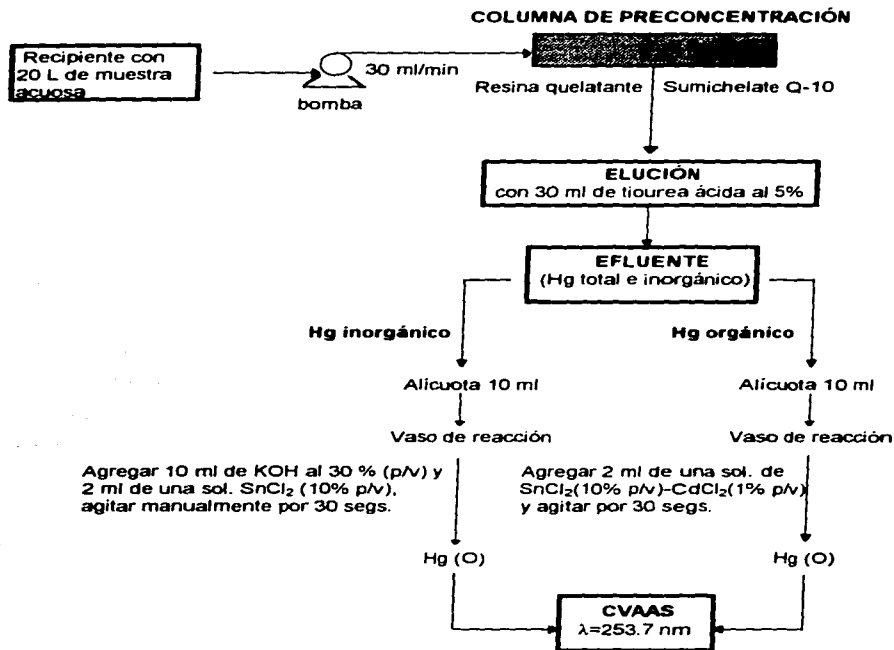 COLUMNA DE PRECONCENTRACIÓN
Recipiente con
20 L de muestra
acuosa
30 ml/min
bomba
Resina quelatante Sumichelate Q-10
ELUCIÓN
con 30 ml de tiourea ácida al 5%
EFLUENTE
(Hg total e inorgánico)
Hg inorgánico
Hg orgánico
Alícuota 10 ml
Alícuota 10 ml
Vaso de reacción
Vaso de reacción
Agregar 10 ml de KOH al 30 % (p/v) y
2 ml de una sol. SnCl₂ (10% p/v),
agitar manualmente por 30 segs.
Agregar 2 ml de una sol. de
SnCl₂(10% p/v)-CdCl₂(1% p/v)
y agitar por 30 segs.
Hg (O)
Hg (O)
CVAAS
λ=253.7 nm